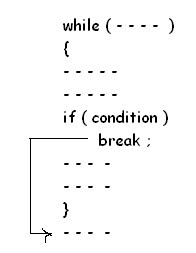 while ( - - - - )
{
- - - - -
- - - - -
if ( condition )
break ;
- - - -
- - - -
}
- - - -